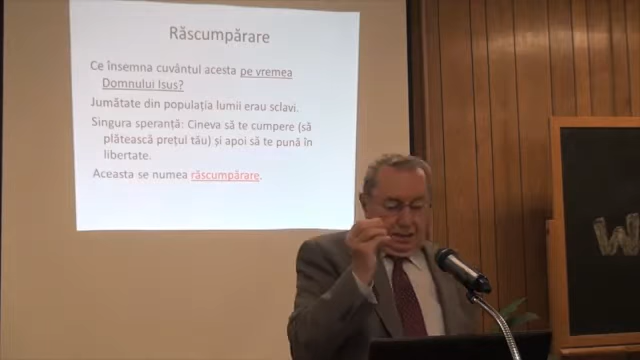 Răscumpărare
Ce însemna cuvântul acesta pe vremea
Domnului Isus?
Jumătate din populația lumii erau sclavi.
Singura speranță: Cineva să te cumpere (să
plătească prețul tău) și apoi să te pună în
libertate.
Aceasta se numea răscumpărare.